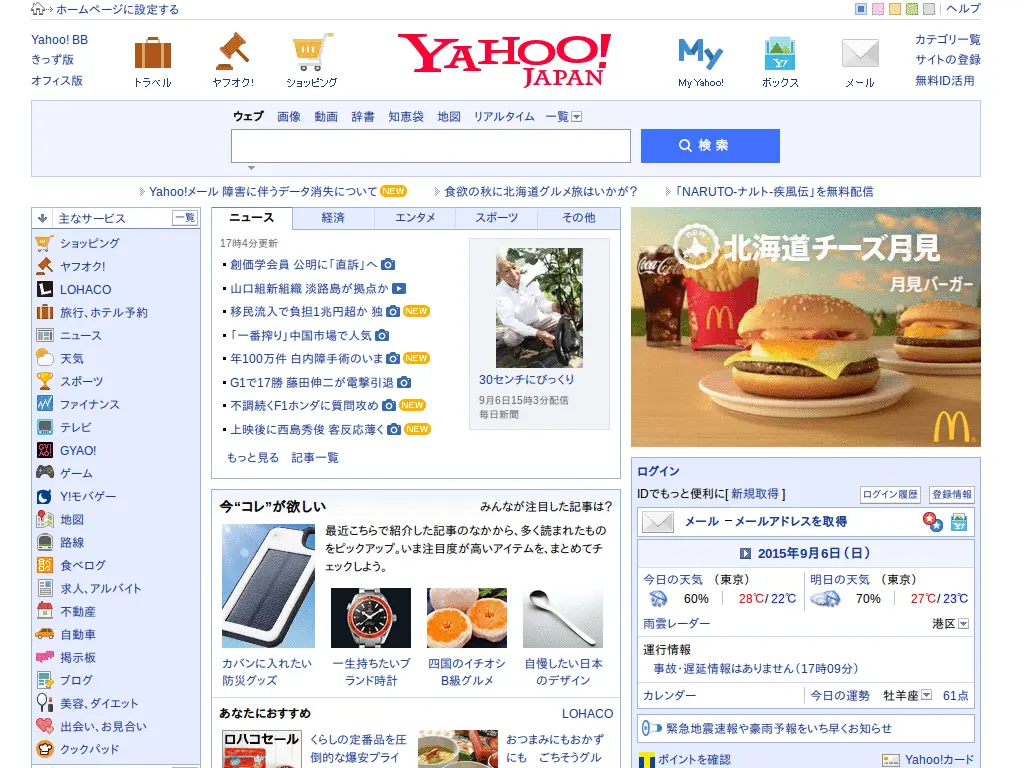 ホームページに設定する
ヘルプ
Yahoo! BB
きっず版
オフィス版
トラベル
ヤフオク!
ショッピング
YAHOO!
JAPAN
My
My Yahoo!
Y7
ボックス
メール
カテゴリ一覧
サイトの登録
無料ID活用
ウェブ 画像 動画 辞書 知恵袋 地図 リアルタイム 一覧
検索
Yahoo!メール 障害に伴うデータ消失について NEW
食欲の秋に北海道グルメ旅はいかが?
「NARUTO-ナルト-疾風伝」を無料配信
主なサービス 一覧
ショッピング
ヤフオク!
LOHACO
旅行、ホテル予約
ニュース
天気
スポーツ
ファイナンス
テレビ
GYAO!
ゲーム
Y!モバゲー
地図
路線
食べログ
求人、アルバイト
不動産
自動車
掲示板
ブログ
美容、ダイエット
出会い、お見合い
クックパッド
ニュース 経済 エンタメ スポーツ その他
17時4分更新
創価学会員 公明に「直訴」へ
山口組新組織 淡路島が拠点か
移民流入で負担1兆円超か 独 NEW
「一番搾り」中国市場で人気
年100万件 白内障手術のいま NEW
G1で17勝 藤田伸二が電撃引退
不調続くF1ホンダに質問攻め NEW
上映後に西島秀俊 客反応薄く NEW
もっと見る 記事一覧
30センチにびっくり
9月6日15時3分配信
毎日新聞
今“コレ”が欲しい
みんなが注目した記事は?
最近こちらで紹介した記事のなかから、多く読まれたもの
をピックアップ。いま注目度が高いアイテムを、まとめてチ
ェックしよう。
カバンに入れたい
防災グッズ
一生持ちたいブ
ランド時計
四国のイチオシ
B級グルメ
自慢したい日本
のデザイン
あなたにおすすめ
LOHACO
ロハコセール
くらしの定番品を圧
倒的な爆安プライ
おつまみにもおかず
にも ごちそうグル
new
北海道チーズ月見
月見バーガー
Coca-Cola
ログイン
IDでもっと便利に[ 新規取得 ]
ログイン履歴 登録情報
メール - メールアドレスを取得
2015年9月6日（日）
今日の天気 （東京）
60% 28℃/ 22℃
明日の天気 （東京）
70% 27℃/ 23℃
雨雲レーダー
港区
運行情報
事故・遅延情報はありません（17時09分）
カレンダー
今日の運勢 牡羊座 61点
緊急地震速報や豪雨予報をいち早くお知らせ
ポイントを確認
Yahoo!カード